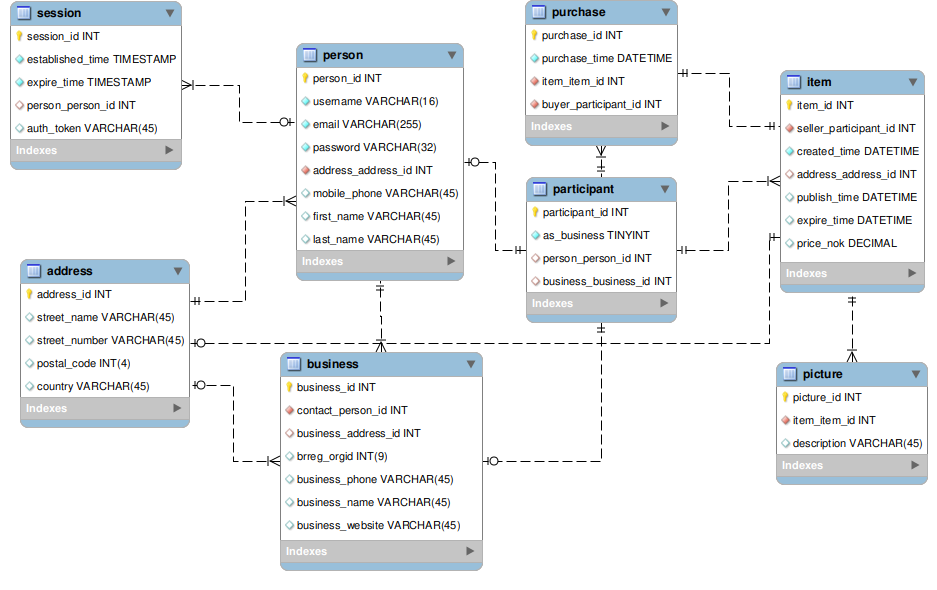 session
session_id INT
established_time TIMESTAMP
expire_time TIMESTAMP
person_person_id INT
auth_token VARCHAR(45)
Indexes
person
person_id INT
username VARCHAR(16)
email VARCHAR(255)
password VARCHAR(32)
address_address_id INT
mobile_phone VARCHAR(45)
first_name VARCHAR(45)
last_name VARCHAR(45)
Indexes
purchase
purchase_id INT
purchase_time DATETIME
item_item_id INT
buyer_participant_id INT
Indexes
item
item_id INT
seller_participant_id INT
created_time DATETIME
address_address_id INT
publish_time DATETIME
expire_time DATETIME
price_nok DECIMAL
Indexes
participant
participant_id INT
as_business TINYINT
person_person_id INT
business_business_id INT
Indexes
address
address_id INT
street_name VARCHAR(45)
street_number VARCHAR(45)
postal_code INT(4)
country VARCHAR(45)
Indexes
business
business_id INT
contact_person_id INT
business_address_id INT
brreg_orgid INT(9)
business_phone VARCHAR(45)
business_name VARCHAR(45)
business_website VARCHAR(45)
Indexes
picture
picture_id INT
item_item_id INT
description VARCHAR(45)
Indexes